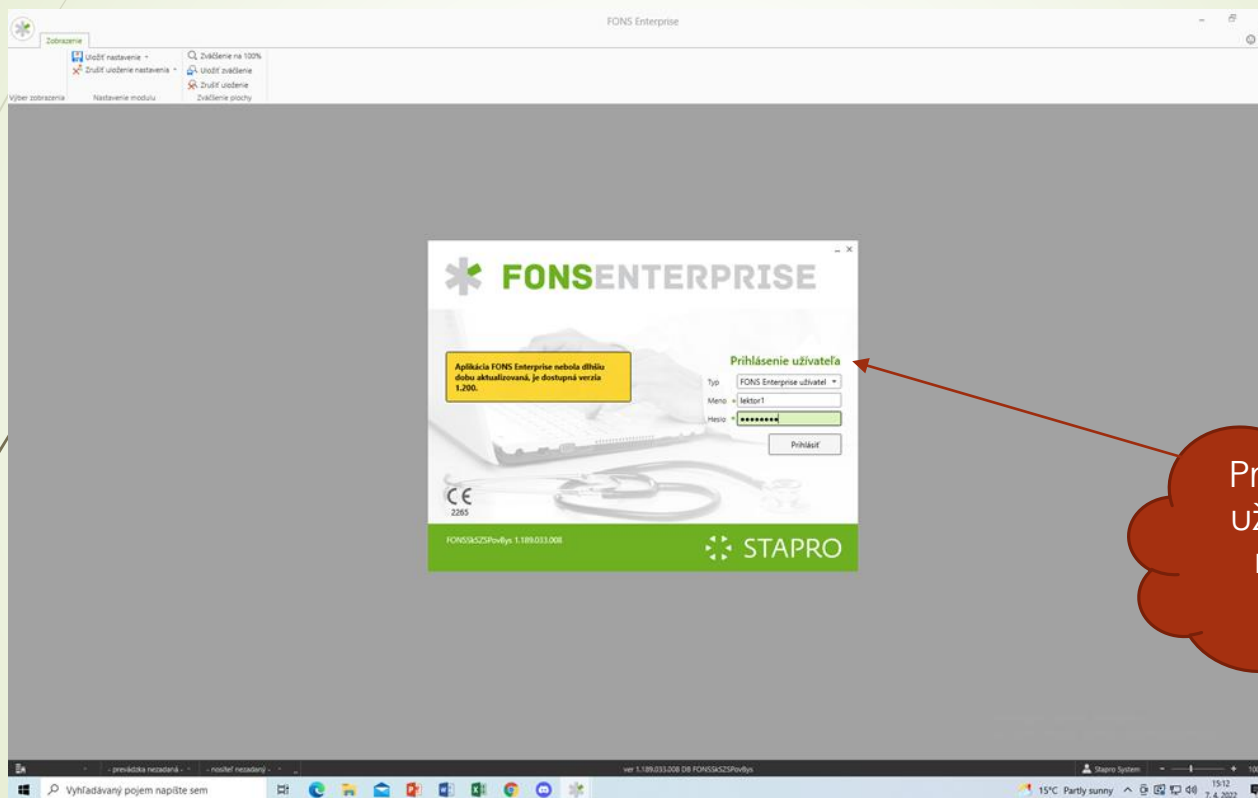 FONS Enterprise
Zobrazenie
Uložiť nastavenie
Zrušiť uloženie nastavenia
Zväčšenie na 100%
Uložiť zväčšenie
Zrušiť uloženie
Výber zobrazenia
Nastavenie modulu
Zväčšenie plochy
FONSENTERPRISE
Aplikácia FONS Enterprise nebola dlhšiu
dobu aktualizovaná, je dostupná verzia
1.200.
Prihlásenie užívateľa
Typ
FONS Enterprise užívateľ
Meno
lektor1
Heslo
Prihlásiť
CE
2265
FONSSkSZSPovBys 1.189.033.008
STAPRO
- prevádzka nezadaná -
- nositeľ nezadaný -
ver 1.189.033.008 DB FONSSkSZSPovBys
Stapro System
100
Vyhľadávaný pojem napíšte sem
15°C Partly sunny
15:12
7. 4. 2022